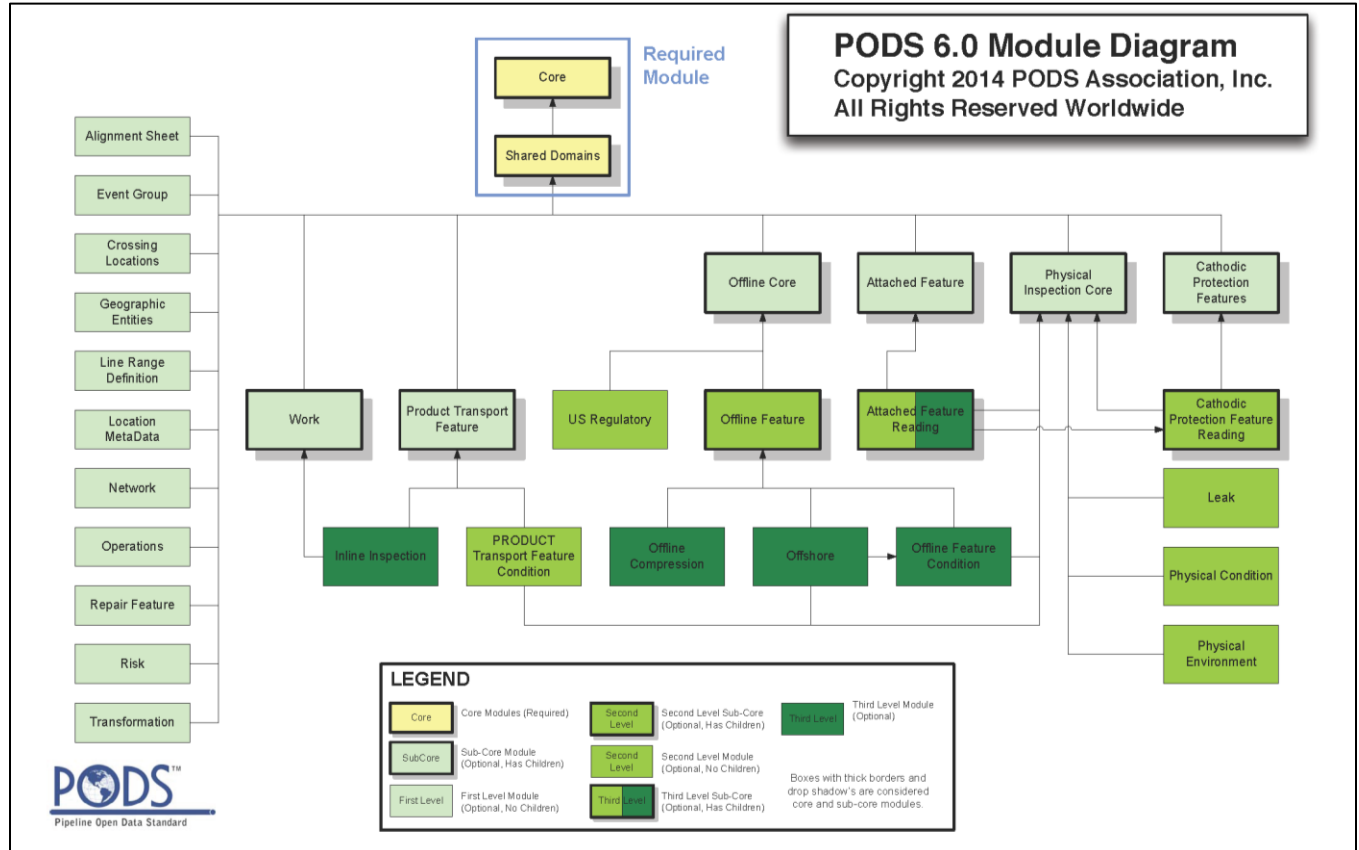 PODS 6.0 Module Diagram
Copyright 2014 PODS Association, Inc.
All Rights Reserved Worldwide
Required
Module
Core
Shared Domains
Alignment Sheet
Event Group
Crossing
Locations
Geographic
Entities
Line Range
Definition
Location
MetaData
Network
Operations
Repair Feature
Risk
Transformation
Offline Core
Attached Feature
Physical
Inspection Core
Cathodic
Protection
Features
Work
Product Transport
Feature
US Regulatory
Offline Feature
Attached Feature
Reading
Cathodic
Protection Feature
Reading
Leak
Physical Condition
Physical
Environment
Inline Inspection
PRODUCT
Transport Feature
Condition
Offline
Compression
Offshore
Offline Feature
Condition
LEGEND
Core
Core Modules (Required)
SubCore
Sub-Core Module
(Optional, Has Children)
First Level
First Level Module
(Optional, No Children)
Second
Level
Second Level Sub-Core
(Optional, Has Children)
Second
Level
Second Level Module
(Optional, No Children)
Third Level
Third Level Sub-Core
(Optional, Has Children)
Third Level
Third Level Module
(Optional)
Boxes with thick borders and
drop shadow's are considered
core and sub-core modules.
PODS™
Pipeline Open Data Standard